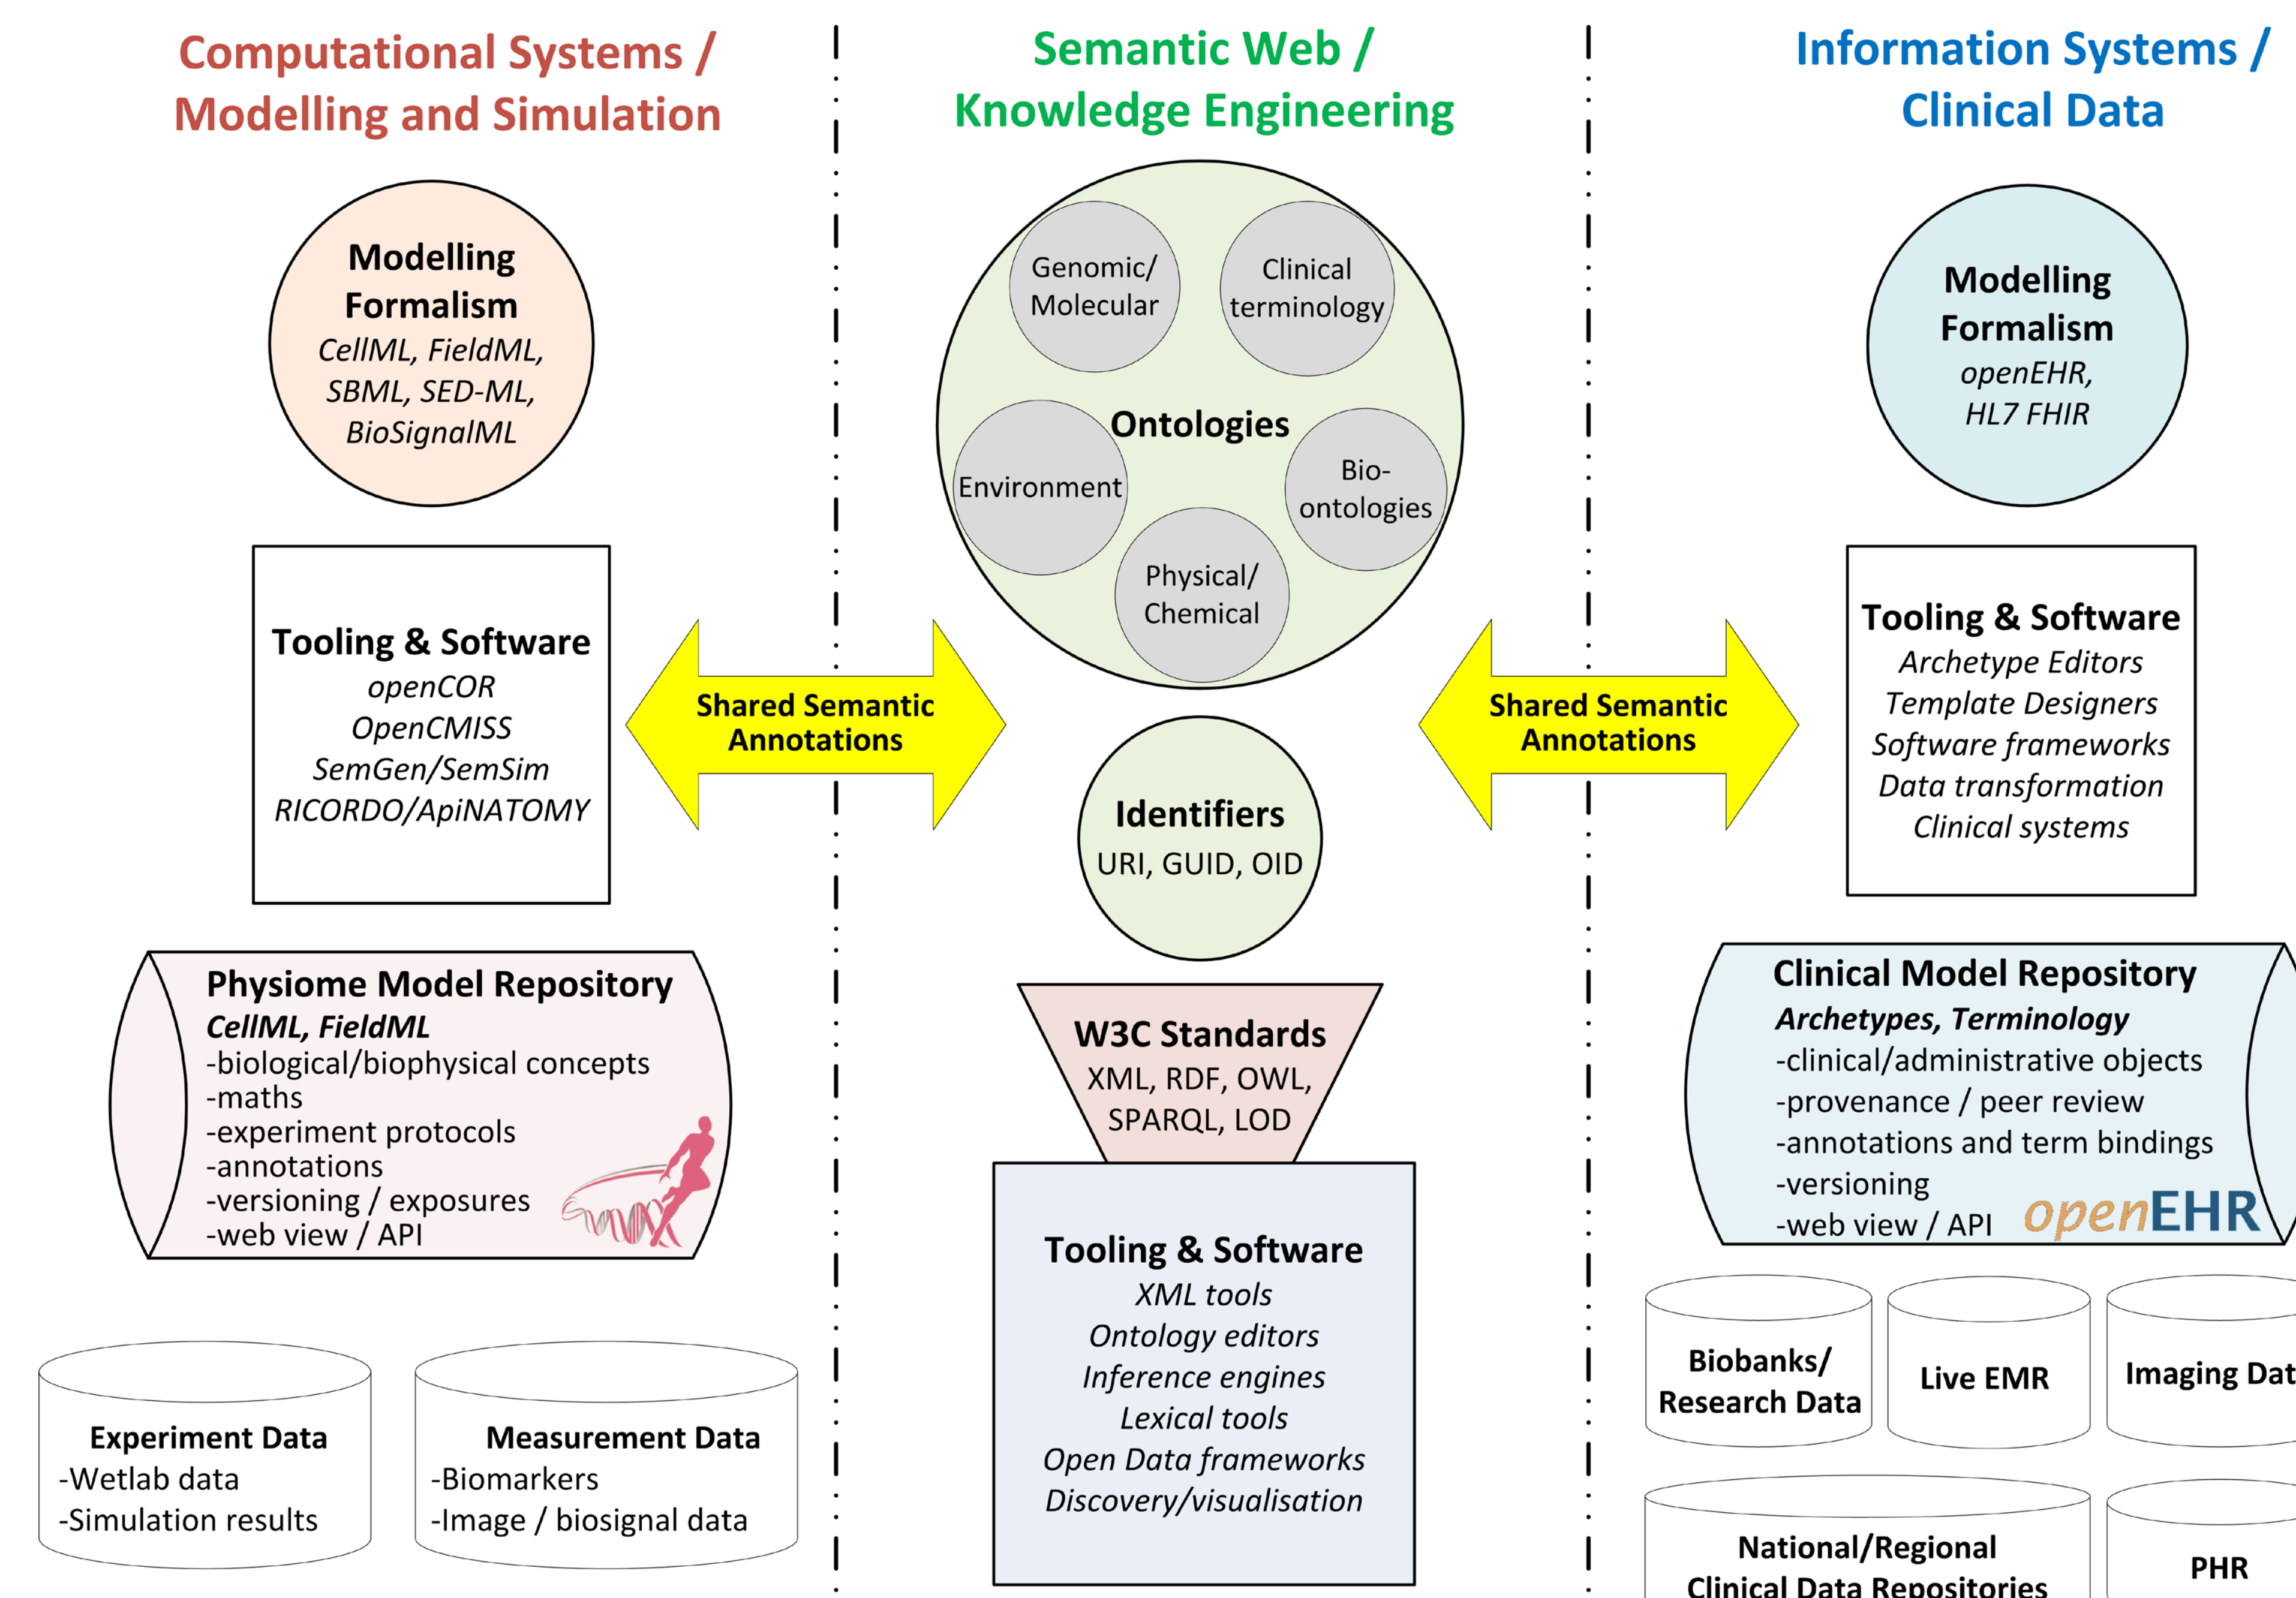 Computational Systems /
Modelling and Simulation
Modelling
Formalism
CellML, FieldML,
SBML, SED-ML,
BioSignalML
Tooling & Software
openCOR
OpenCMISS
SemGen/SemSim
RICORDO/ApiNATOMY
Physiome Model Repository
CellML, FieldML
-biological/biophysical concepts
-maths
-experiment protocols
-annotations
-versioning / exposures
-web view / API
Experiment Data
-Wetlab data
-Simulation results
Measurement Data
-Biomarkers
-Image / biosignal data
Shared Semantic
Annotations
Semantic Web /
Knowledge Engineering
Genomic/
Molecular
Clinical
terminology
Ontologies
Environment
Bio-
ontologies
Physical/
Chemical
Identifiers
URI, GUID, OID
W3C Standards
XML, RDF, OWL,
SPARQL, LOD
Tooling & Software
XML tools
Ontology editors
Inference engines
Lexical tools
Open Data frameworks
Discovery/visualisation
Shared Semantic
Annotations
Information Systems /
Clinical Data
Modelling
Formalism
openEHR,
HL7 FHIR
Tooling & Software
Archetype Editors
Template Designers
Software frameworks
Data transformation
Clinical systems
Clinical Model Repository
Archetypes, Terminology
-clinical/administrative objects
-provenance / peer review
-annotations and term bindings
-versioning
-web view / API
openEHR
Biobanks/
Research Data
Live EMR
Imaging Dat
National/Regional
Clinical Data Repositories
PHR